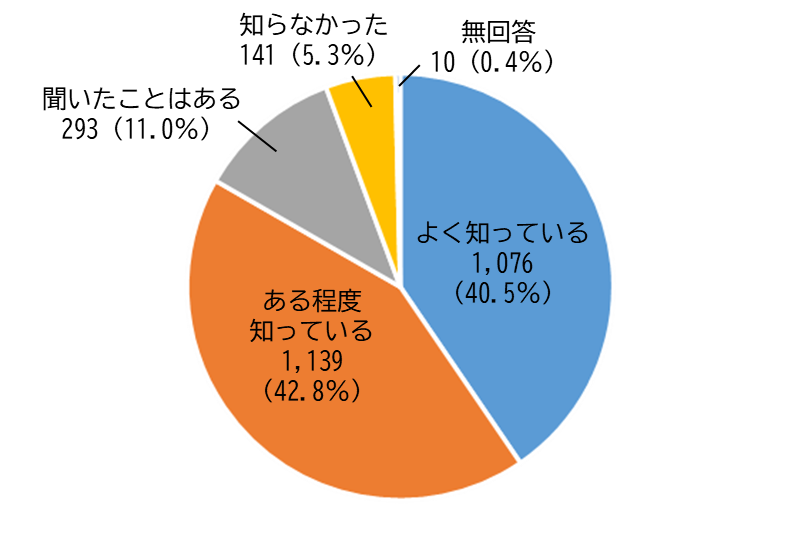 知らなかった
141 (5.3%)
無回答
10 (0.4%)
聞いたことはある
293 (11.0%)
よく知っている
1,076
(40.5%)
ある程度
知っている
1,139
(42.8%)